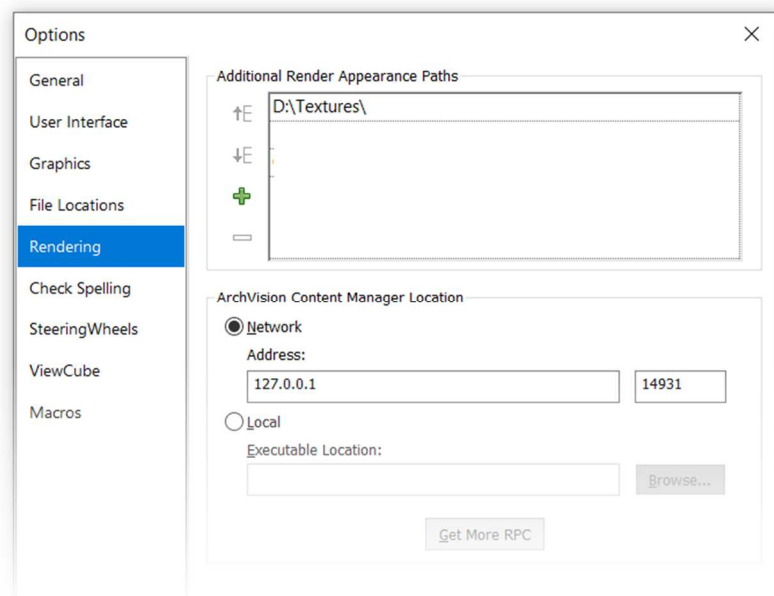 Options
General
User Interface
Graphics
File Locations
Rendering
Check Spelling
SteeringWheels
ViewCube
Macros
Additional Render Appearance Paths
D:\Textures\
ArchVision Content Manager Location
Network
Address:
127.0.0.1 14931
Local
Executable Location:
Browse...
Get More RPC